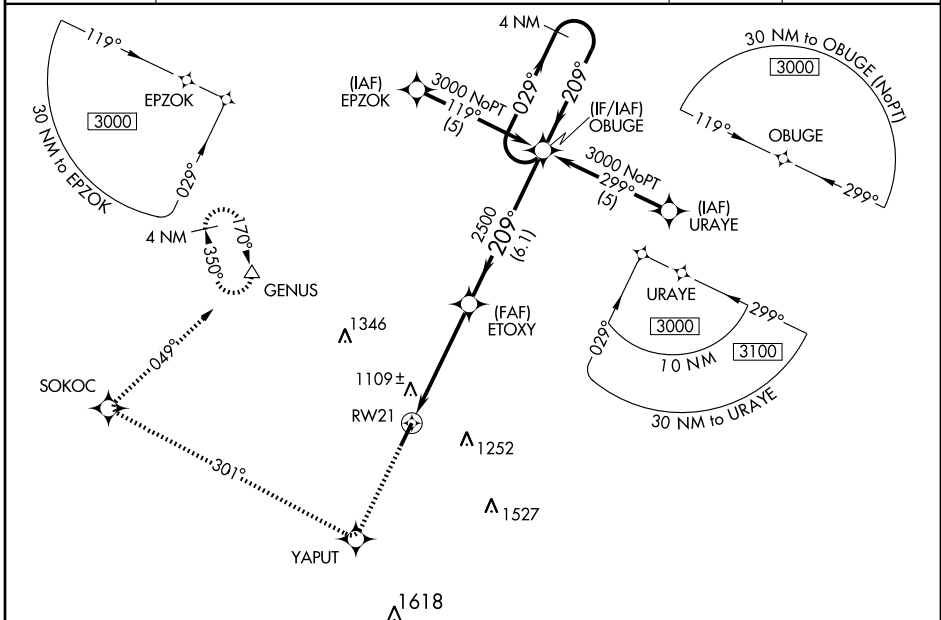 119°
EPZOK
3000
30 NM to EPZOK
029°
4 NM
170°
350°
GENUS
4 NM
029°
209°
(IAF)
EPZOK
3000 NoPT
119°
(5)
(IF/IAF)
OBUGE
3000 NoPT
299°
(5)
(IAF)
URAYE
2500
209°
(6.1)
(FAF)
ETOXY
30 NM to OBUGE (NoPT)
3000
119°
OBUGE
299°
URAYE
3000
299°
029°
10 NM
3100
30 NM to URAYE
1346
1109±
RW21
1252
1527
049°
SOKOC
301°
YAPUT
1618